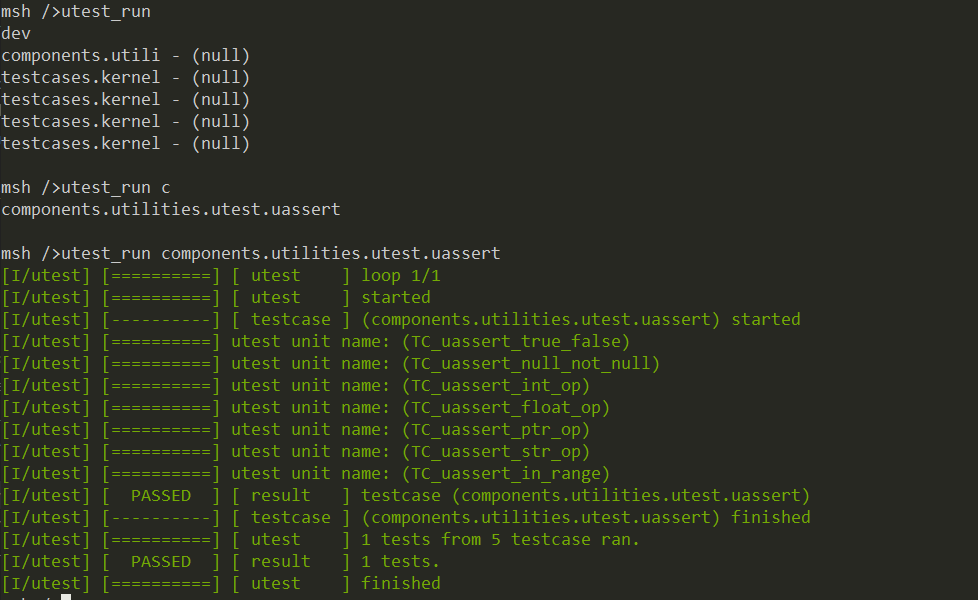 msh />utest_run
dev
components.utili - (null)
testcases.kernel - (null)
testcases.kernel - (null)
testcases.kernel - (null)
testcases.kernel - (null)
msh />utest_run c
components.utilities.utest.uassert
msh />utest_run components.utilities.utest.uassert
[I/utest] [==========] [ utest    ] loop 1/1
[I/utest] [==========] [ utest    ] started
[I/utest] [----------] [ testcase ] (components.utilities.utest.uassert) started
[I/utest] [==========] utest unit name: (TC_uassert_true_false)
[I/utest] [==========] utest unit name: (TC_uassert_null_not_null)
[I/utest] [==========] utest unit name: (TC_uassert_int_op)
[I/utest] [==========] utest unit name: (TC_uassert_float_op)
[I/utest] [==========] utest unit name: (TC_uassert_ptr_op)
[I/utest] [==========] utest unit name: (TC_uassert_str_op)
[I/utest] [==========] utest unit name: (TC_uassert_in_range)
[I/utest] [  PASSED  ] [ result   ] testcase (components.utilities.utest.uassert)
[I/utest] [----------] [ testcase ] (components.utilities.utest.uassert) finished
[I/utest] [==========] [ utest    ] 1 tests from 5 testcase ran.
[I/utest] [  PASSED  ] [ result   ] 1 tests.
[I/utest] [==========] [ utest    ] finished